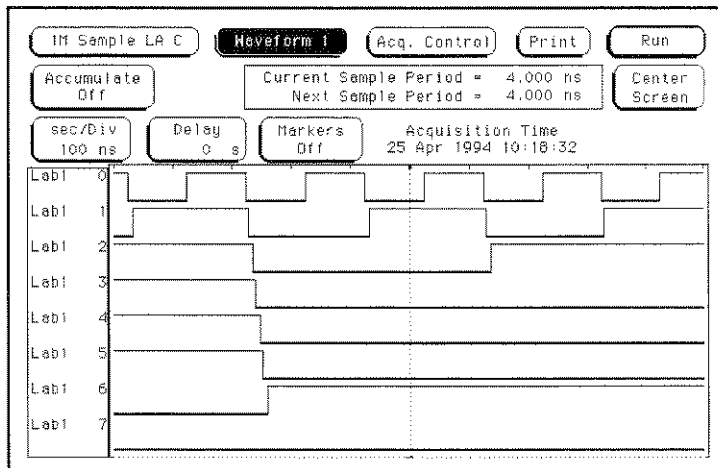 1M Sample LA C Waveform 1 Acq. Control Print Run
Accumulate
Off
Current Sample Period = 4.000 ns
Next Sample Period = 4.000 ns
Center
Screen
sec/Div
100 ns
Delay
0 s
Markers
Off
Acquisition Time
25 Apr 1994 10:18:32
Lab1 0
Lab1 1
Lab1 2
Lab1 3
Lab1 4
Lab1 5
Lab1 6
Lab1 7